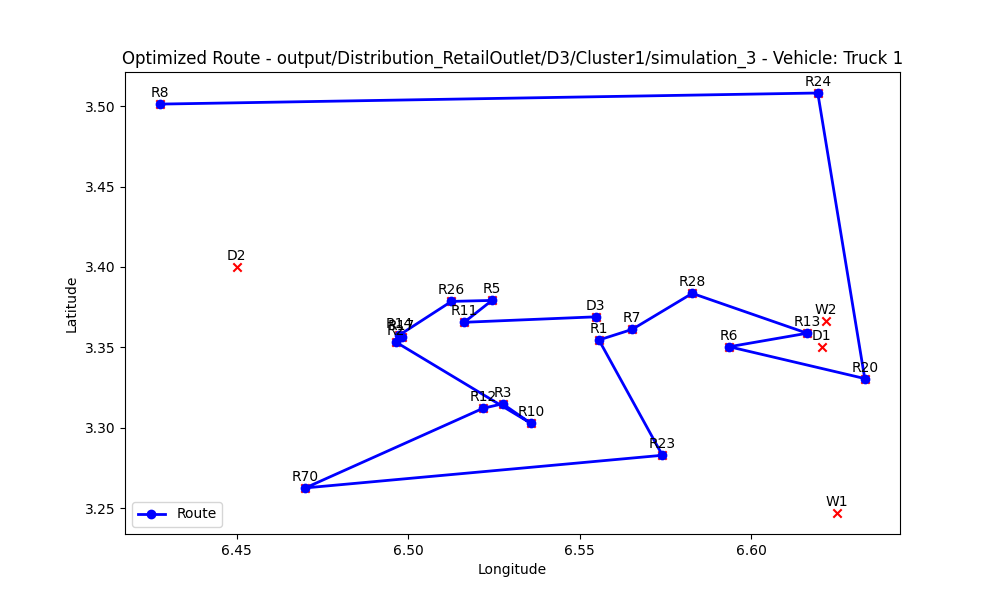 Optimized Route - output/Distribution_RetailOutlet/D3/Cluster1/simulation_3 - Vehicle: Truck 1
R24
R8
3.50
3.45
D2
3.40
R28
R26
R5
R11
D3
W2
R13
R7
R1
R6
D1
3.35
R20
R12
R3
R10
3.30
R23
R70
3.25
W1
Route
6.45
6.50
6.55
6.60
Longitude
Latitude